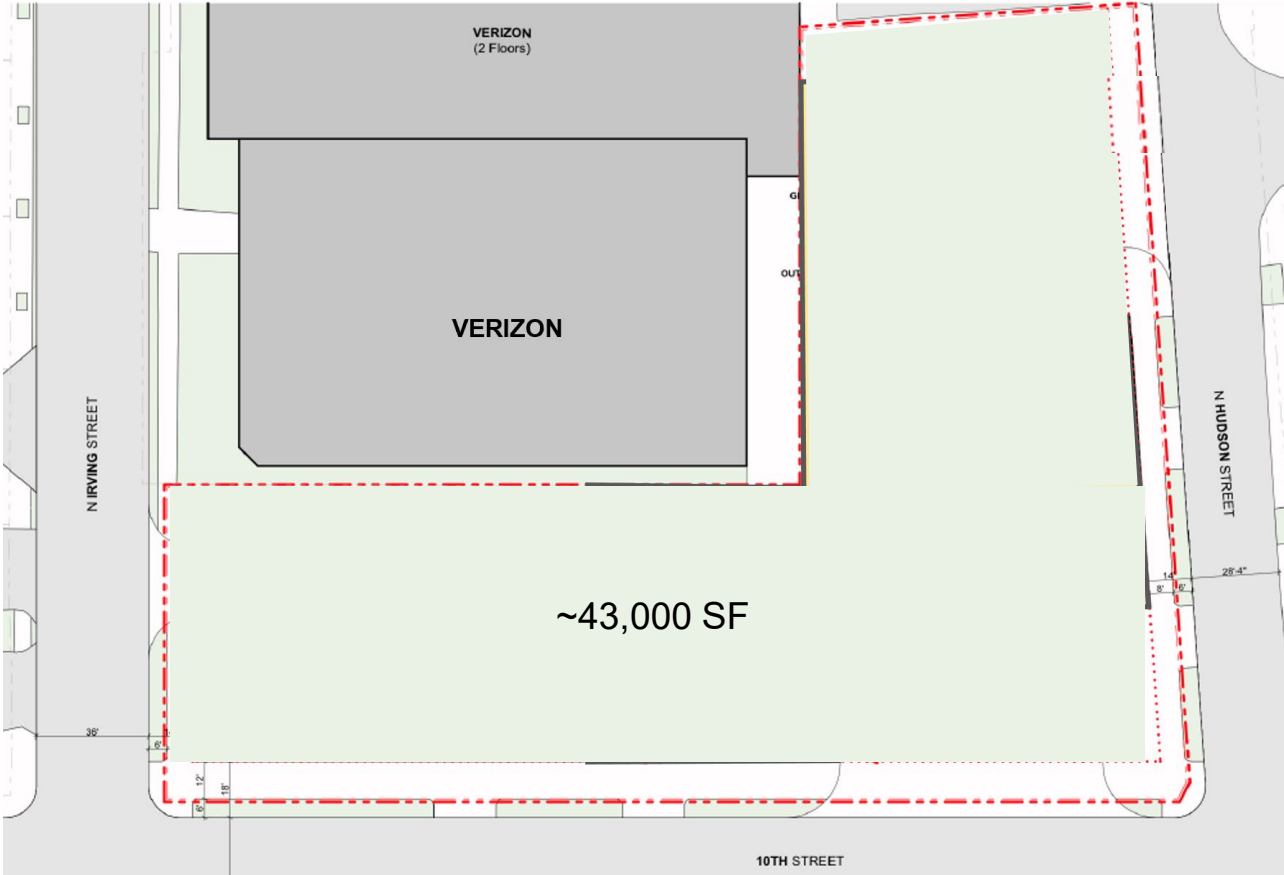 VERIZON
(2 Floors)
OUT
VERIZON
N IRVING STREET
N HUDSON STREET
28'-4"
14'
8'
6'
~43,000 SF
36'
6'
12'
18'
6'
10TH STREET